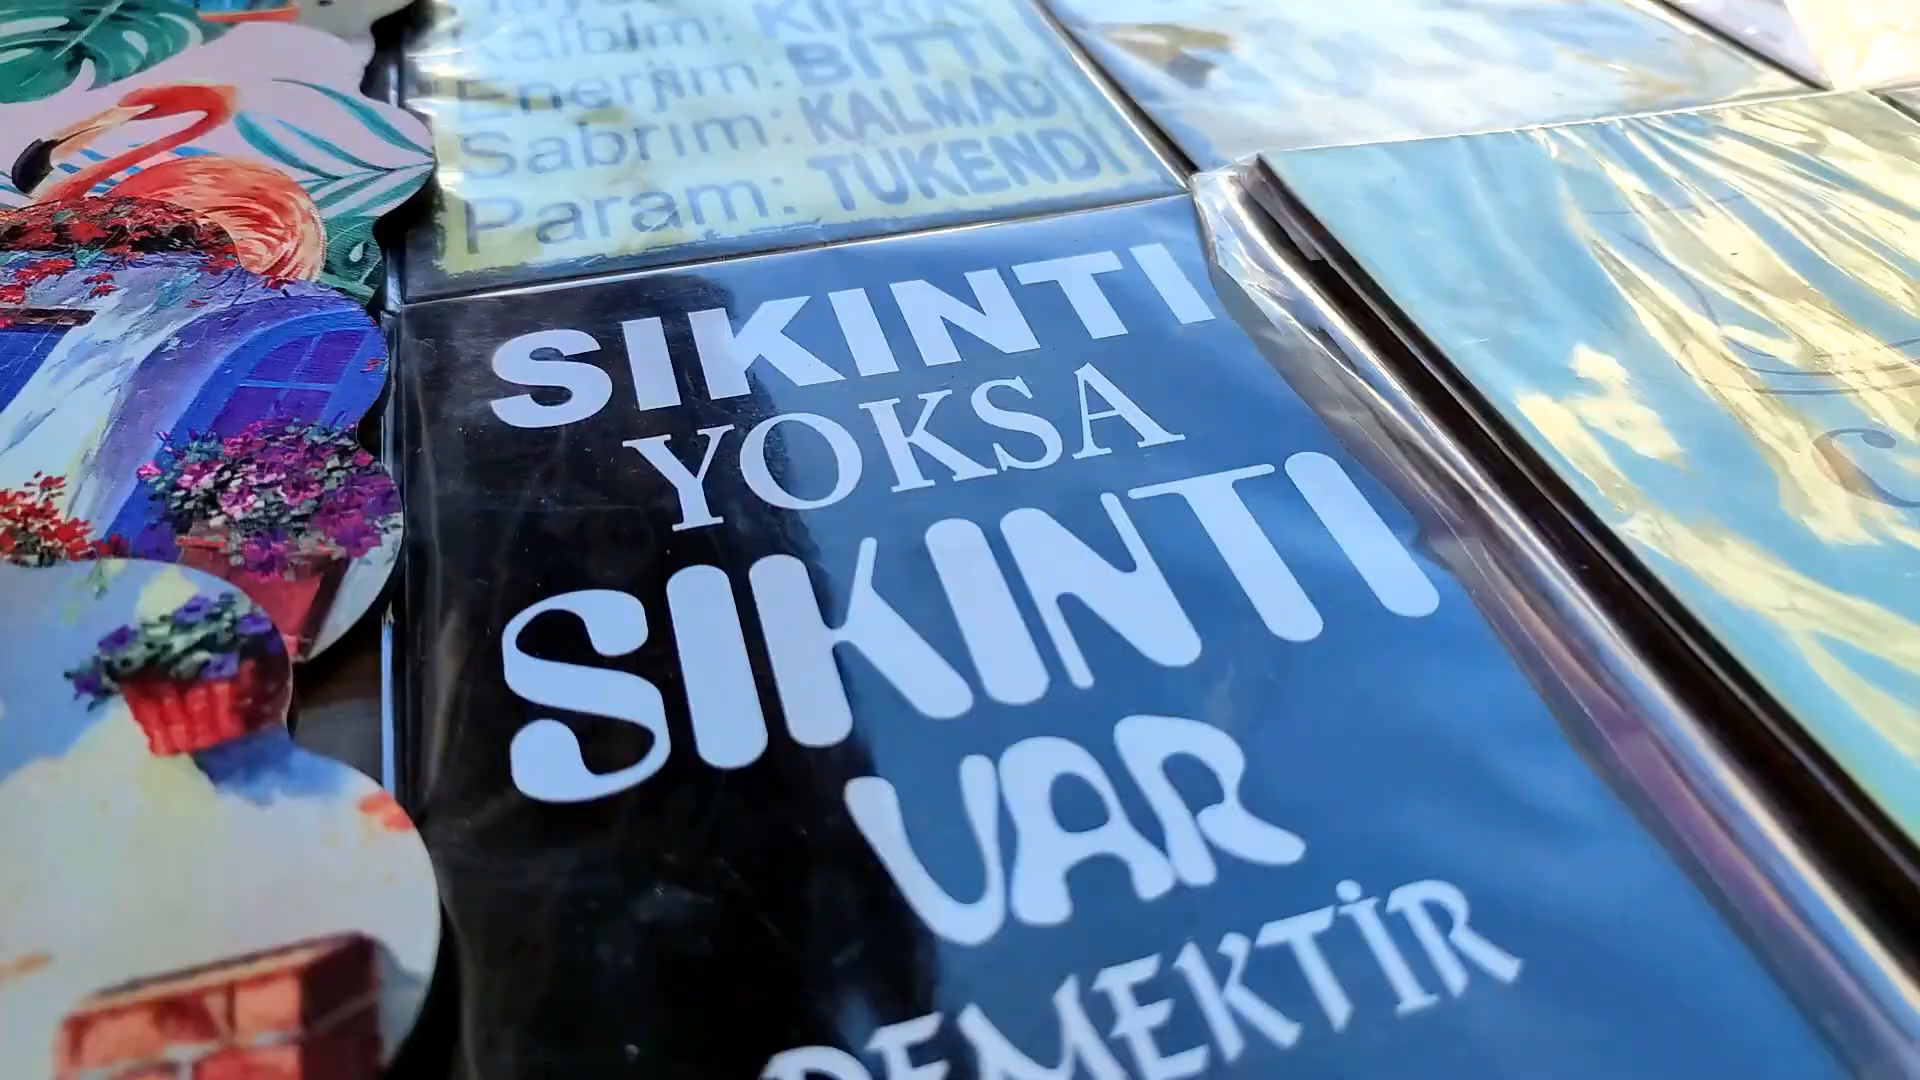 Kalbim: KIRIK
Enerjim: BİTTİ
Sabrım: KALMADI
Param: TÜKENDİ
SIKINTI
YOKSA
SIKINTI
VAR
DEMEKTİR